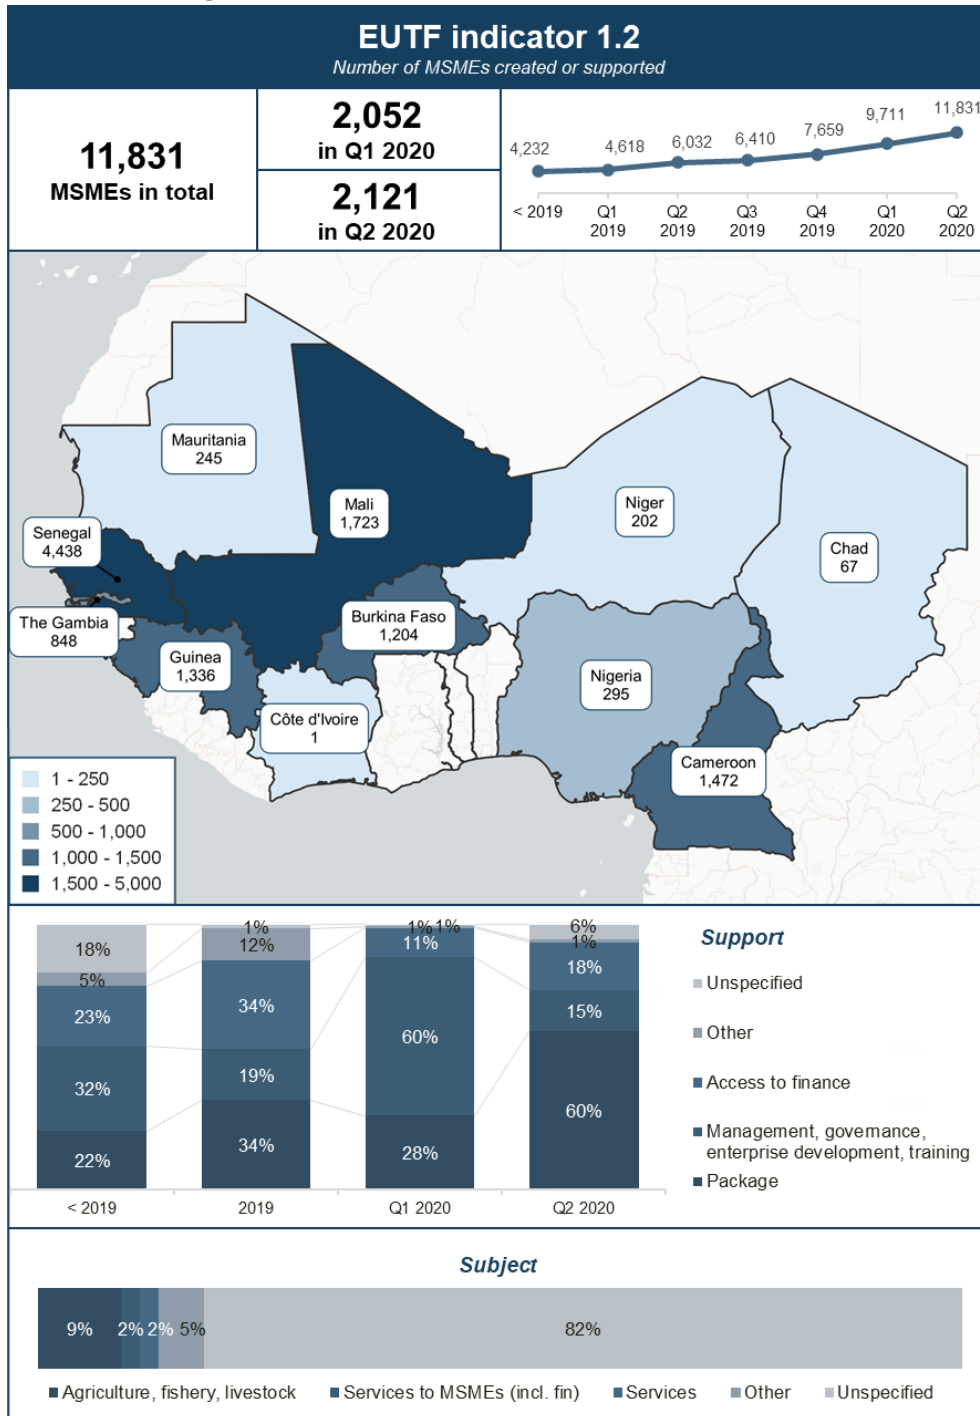 EUTF indicator 1.2
Number of MSMEs created or supported
11,831
MSMEs in total
2,052
in Q1 2020
2,121
in Q2 2020
4,232
4,618
6,032
6,410
7,659
9,711
11,831
< 2019
Q1
2019
Q2
2019
Q3
2019
Q4
2019
Q1
2020
Q2
2020
Mauritania
245
Mali
1,723
Niger
202
Chad
67
Senegal
4,438
The Gambia
848
Guinea
1,336
Burkina Faso
1,204
Côte d'Ivoire
1
Nigeria
295
Cameroon
1,472
1 - 250
250 - 500
500 - 1,000
1,000 - 1,500
1,500 - 5,000
18%
5%
23%
32%
22%
1%
12%
34%
19%
34%
1%
1%
11%
60%
28%
6%
1%
18%
15%
60%
< 2019
2019
Q1 2020
Q2 2020
Support
Unspecified
Other
Access to finance
Management, governance,
enterprise development, training
Package
Subject
9%
2%
2%
5%
82%
Agriculture, fishery, livestock
Services to MSMEs (incl. fin)
Services
Other
Unspecified